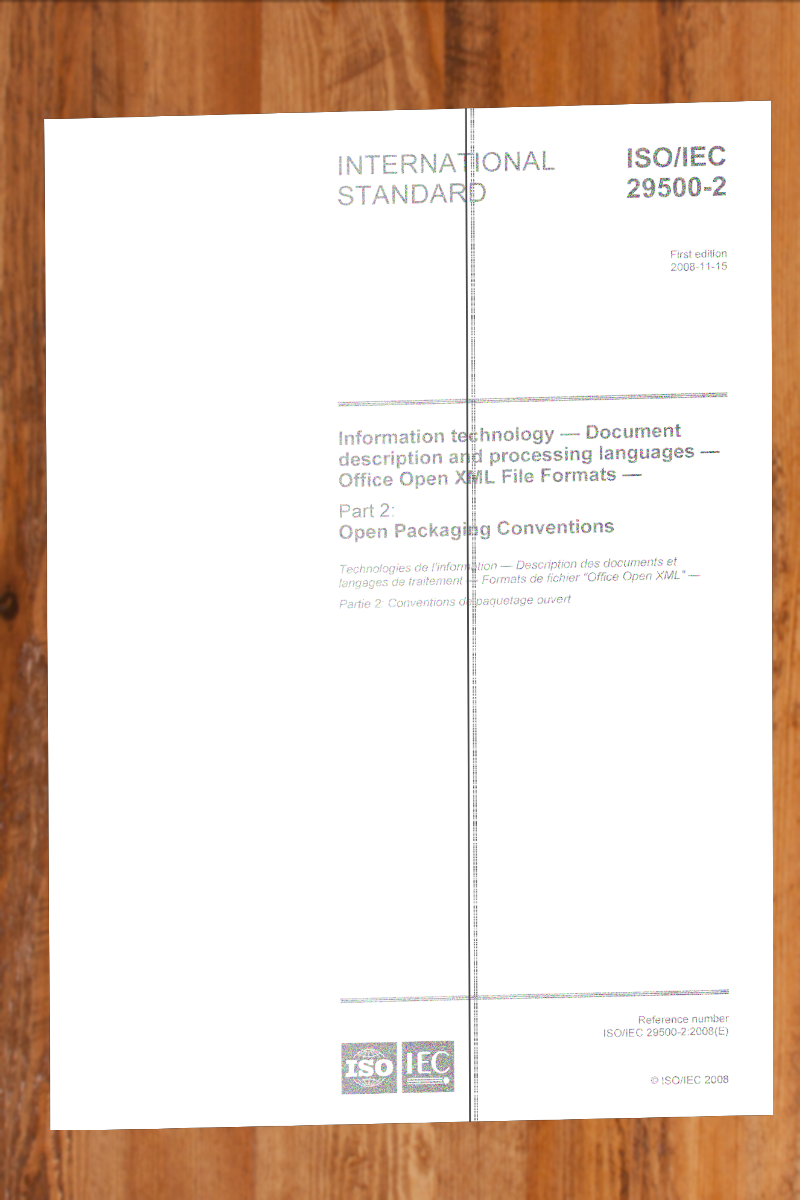 INTERNATIONAL
STANDARD
ISO/IEC
29500-2
First edition
2008-11-15
Information technology — Document
description and processing languages —
Office Open XML File Formats —
Part 2:
Open Packaging Conventions
Technologies de l'information — Description des documents et
langages de traitement — Formats de fichier "Office Open XML" —
Partie 2: Conventions de paquetage ouvert
Reference number
ISO/IEC 29500-2:2008(E)
ISO IEC
© ISO/IEC 2008